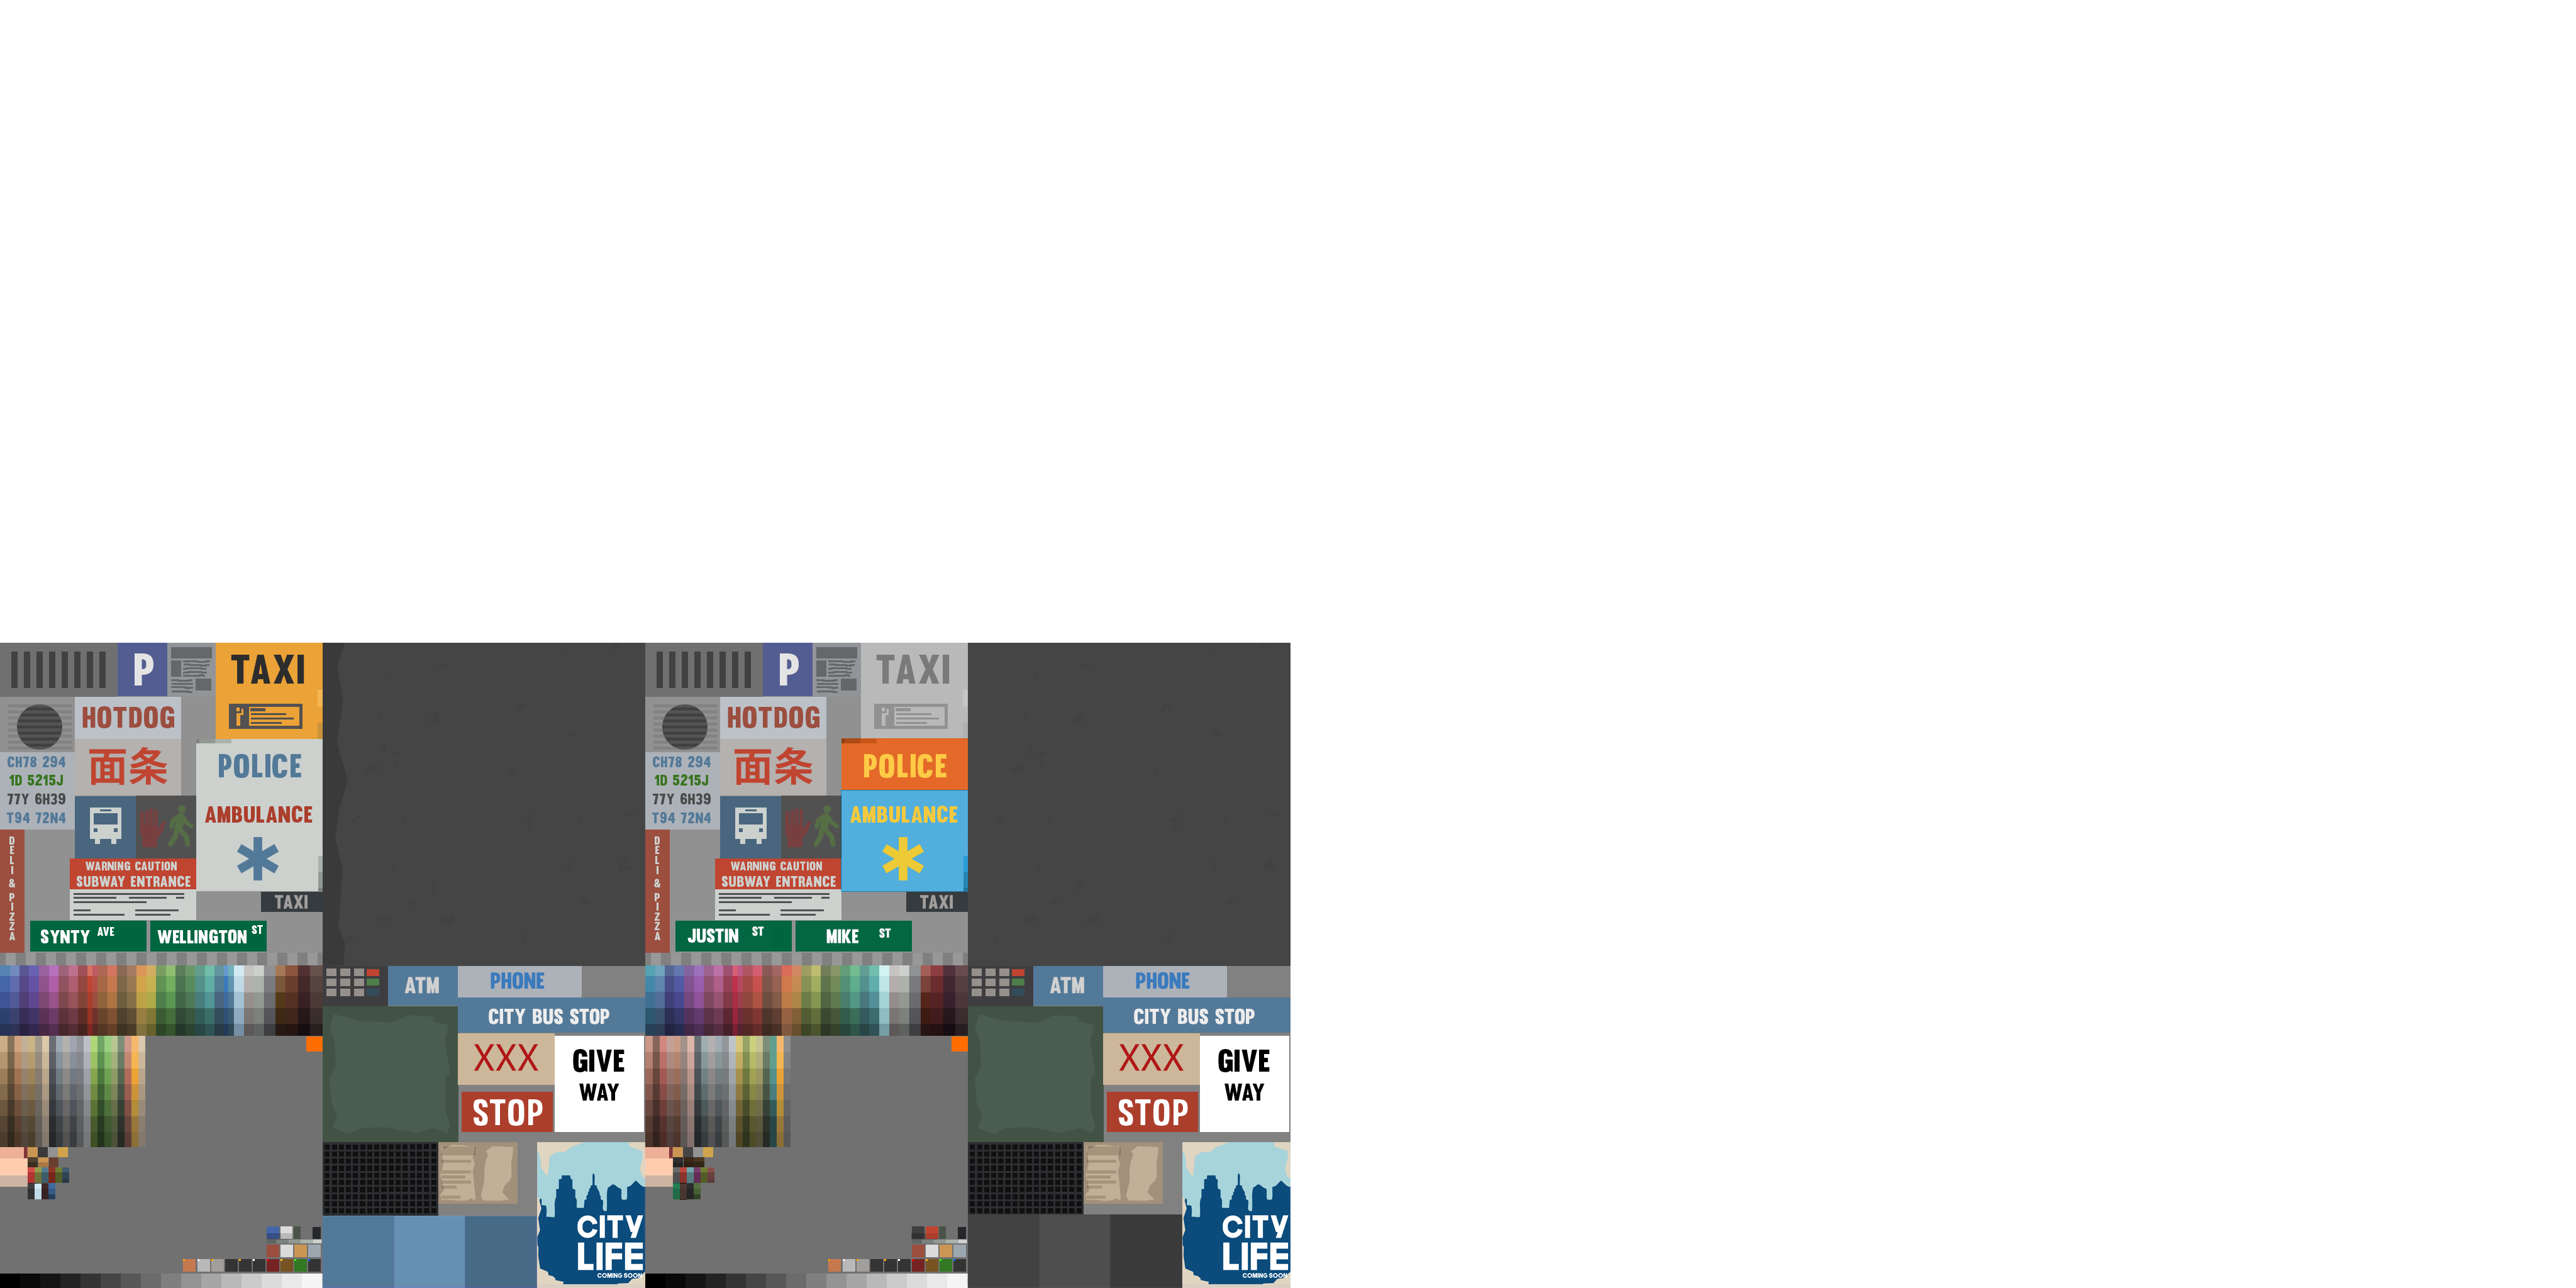 P
TAXI
HOTDOG
面条
CH78 294
1D 5215J
77Y 6H39
T94 72N4
POLICE
AMBULANCE
DELI & PIZZA
WARNING CAUTION
SUBWAY ENTRANCE
TAXI
SYNTY AVE
WELLINGTON ST
ATM
PHONE
CITY BUS STOP
XXX
GIVE
WAY
STOP
CITY
LIFE
COMING SOON
P
TAXI
HOTDOG
面条
CH78 294
1D 5215J
77Y 6H39
T94 72N4
POLICE
AMBULANCE
DELI & PIZZA
WARNING CAUTION
SUBWAY ENTRANCE
TAXI
JUSTIN ST
MIKE ST
ATM
PHONE
CITY BUS STOP
XXX
GIVE
WAY
STOP
CITY
LIFE
COMING SOON